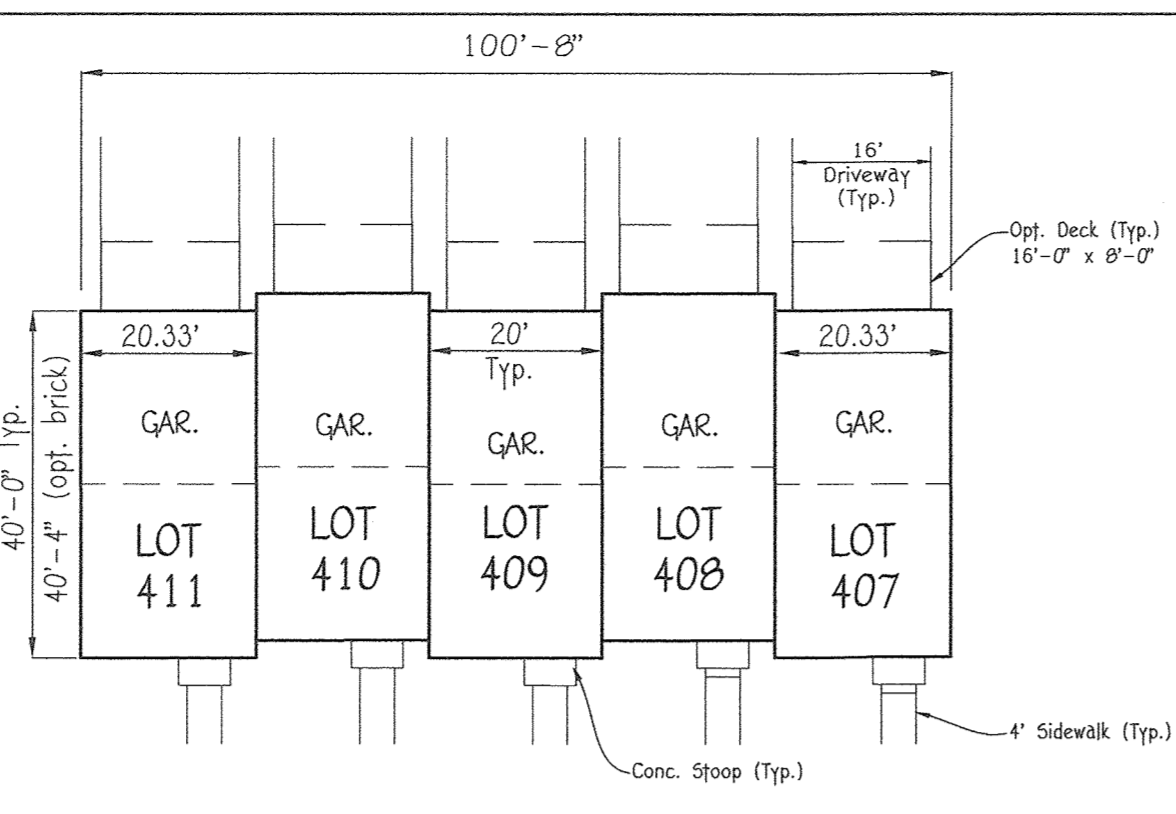 100'-8"
16'
Driveway
(Typ.)
Opt. Deck (Typ.)
16'-0" x 8'-0"
20.33'
20'
Typ.
20.33'
40'-0" Typ.
40'-4" (opt. brick)
GAR.
GAR.
GAR.
GAR.
GAR.
LOT
411
LOT
410
LOT
409
LOT
408
LOT
407
4' Sidewalk (Typ.)
Conc. Stoop (Typ.)